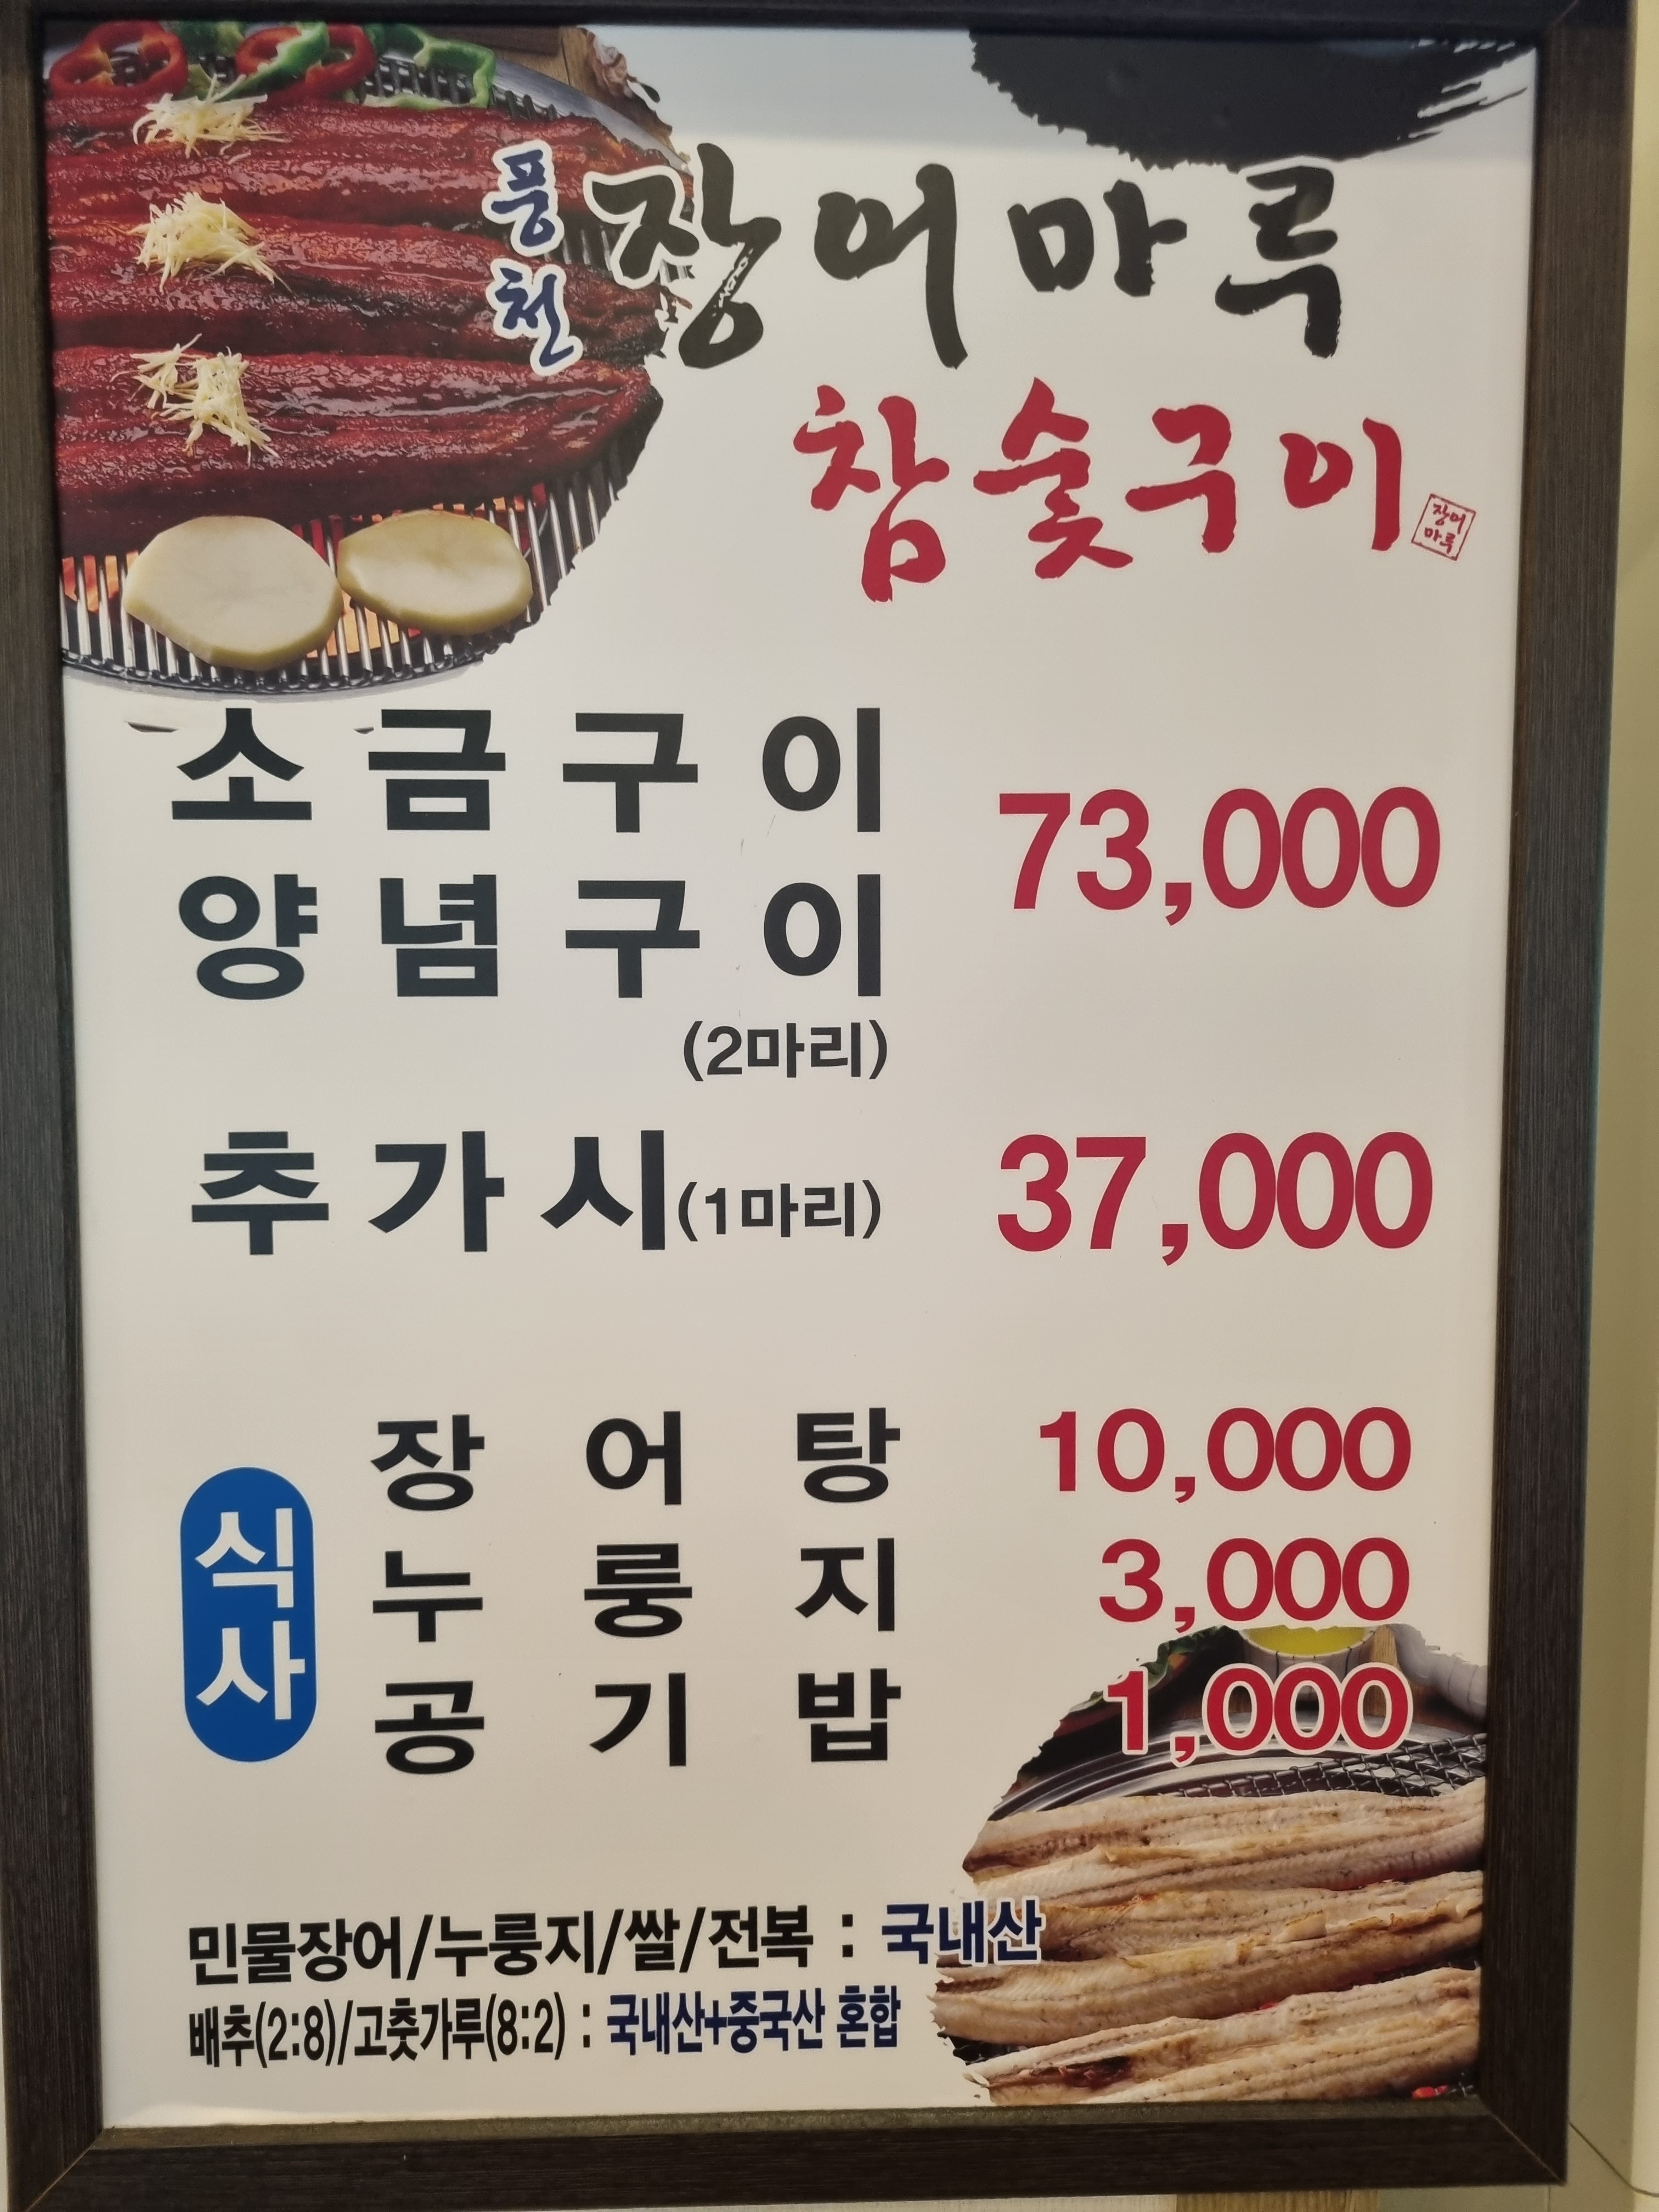 풍천 장어마루
참숯구이
장어
마루
소금구이
양념구이
73,000
(2마리)
추가시(1마리) 37,000
식사
장어탕 10,000
누룽지 3,000
공기밥 1,000
민물장어/누룽지/쌀/전복 : 국내산
배추(2:8)/고춧가루(8:2) : 국내산+중국산 혼합